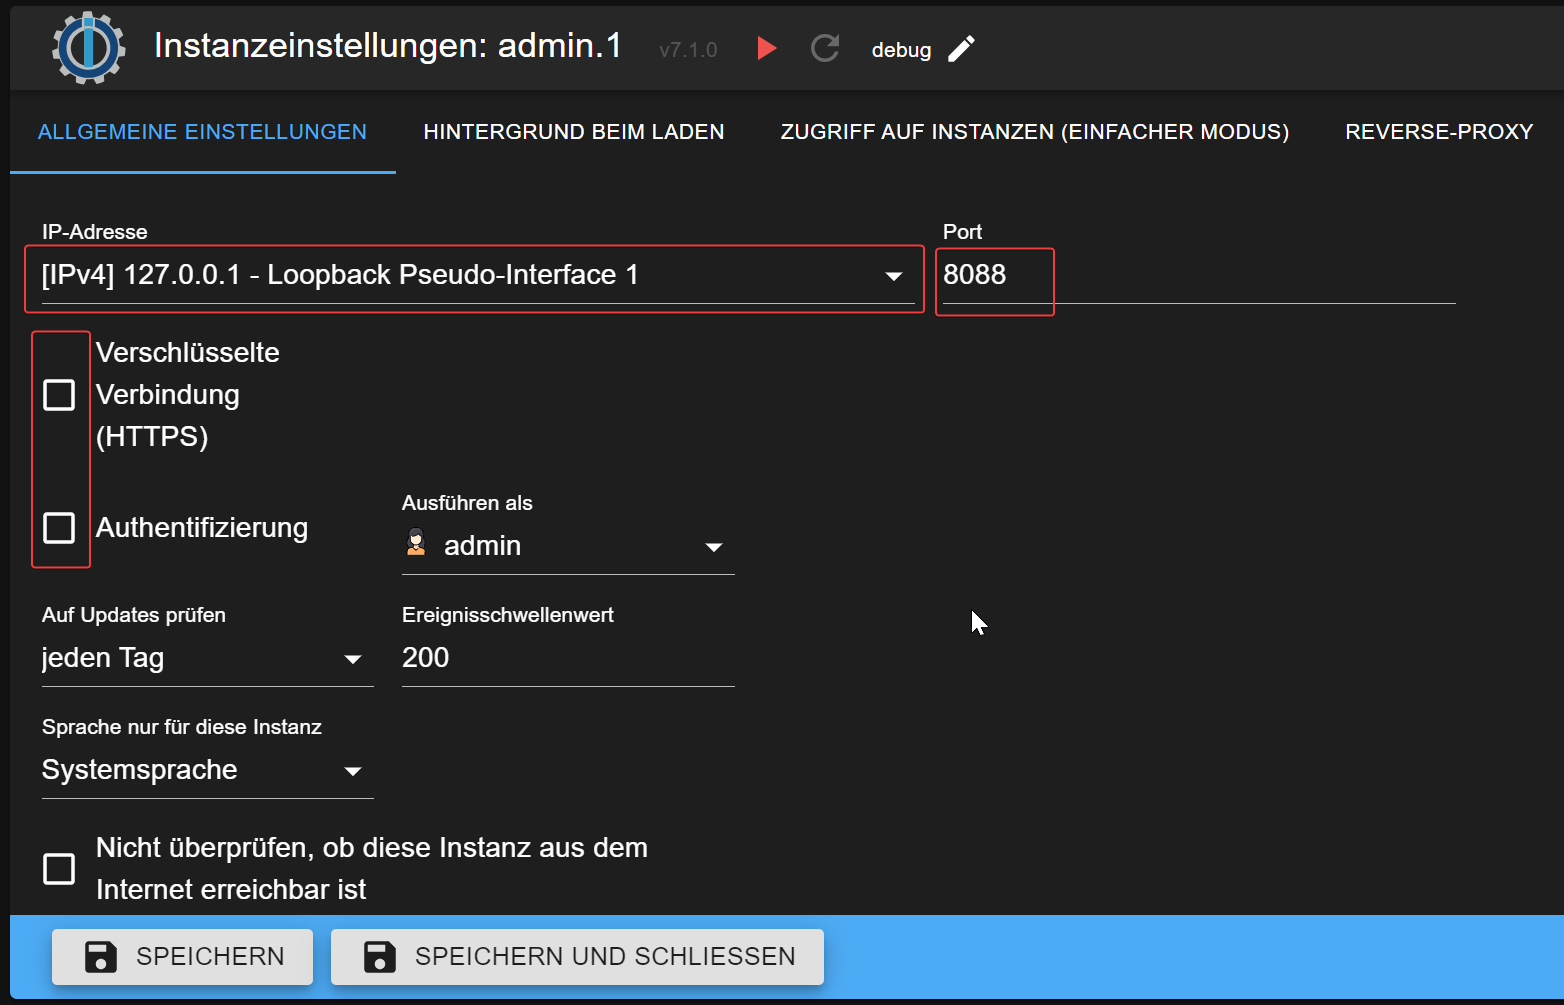 Instanzeinstellungen: admin.1 v7.1.0 debug
ALLGEMEINE EINSTELLUNGEN HINTERGRUND BEIM LADEN ZUGRIFF AUF INSTANZEN (EINFACHER MODUS) REVERSE-PROXY
IP-Adresse Port
[IPv4] 127.0.0.1 - Loopback Pseudo-Interface 1 8088
Verschlüsselte
Verbindung
(HTTPS)
Ausführen als
Authentifizierung
admin
Auf Updates prüfen Ereignisschwellenwert
jeden Tag 200
Sprache nur für diese Instanz
Systemsprache
Nicht überprüfen, ob diese Instanz aus dem
Internet erreichbar ist
SPEICHERN SPEICHERN UND SCHLIESSEN